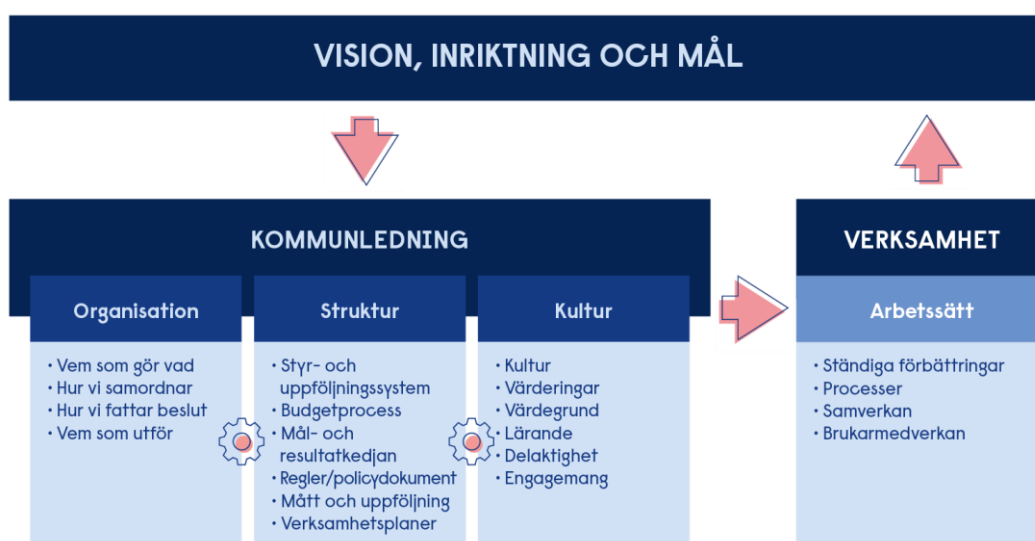 VISION, INRIKTNING OCH MÅL
KOMMUNLEDNING
Organisation
• Vem som gör vad
• Hur vi samordnar
• Hur vi fattar beslut
• Vem som utför
Struktur
• Styr- och
uppföljningssystem
• Budgetprocess
• Mål- och
resultatkedjan
• Regler/policydokument
• Mått och uppföljning
• Verksamhetsplaner
Kultur
• Kultur
• Värderingar
• Värdegrund
• Lärande
• Delaktighet
• Engagemang
VERKSAMHET
Arbetssätt
• Ständiga förbättringar
• Processer
• Samverkan
• Brukarmedverkan